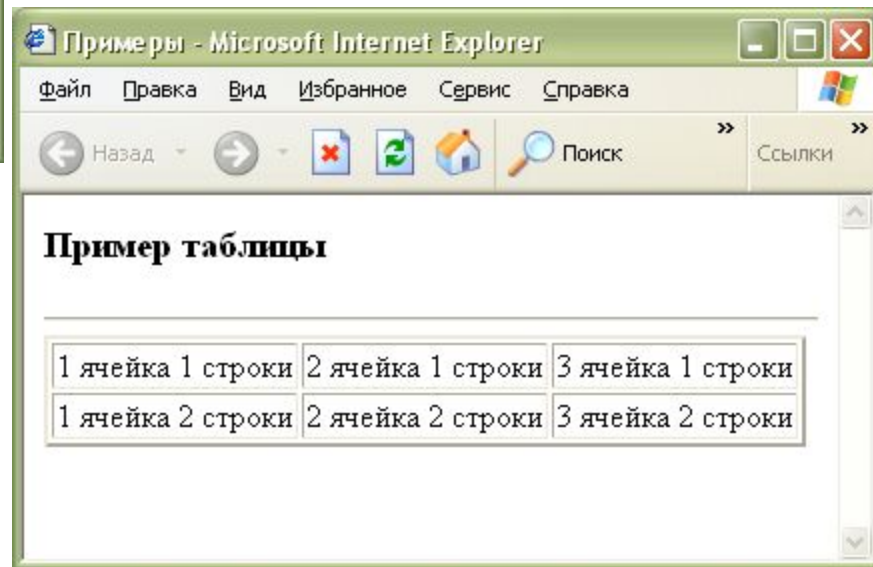 Примеры - Microsoft Internet Explorer
Файл Правка Вид Избранное Сервис Справка
Назад Поиск » Ссылки »
Пример таблицы
1 ячейка 1 строки 2 ячейка 1 строки 3 ячейка 1 строки
1 ячейка 2 строки 2 ячейка 2 строки 3 ячейка 2 строки